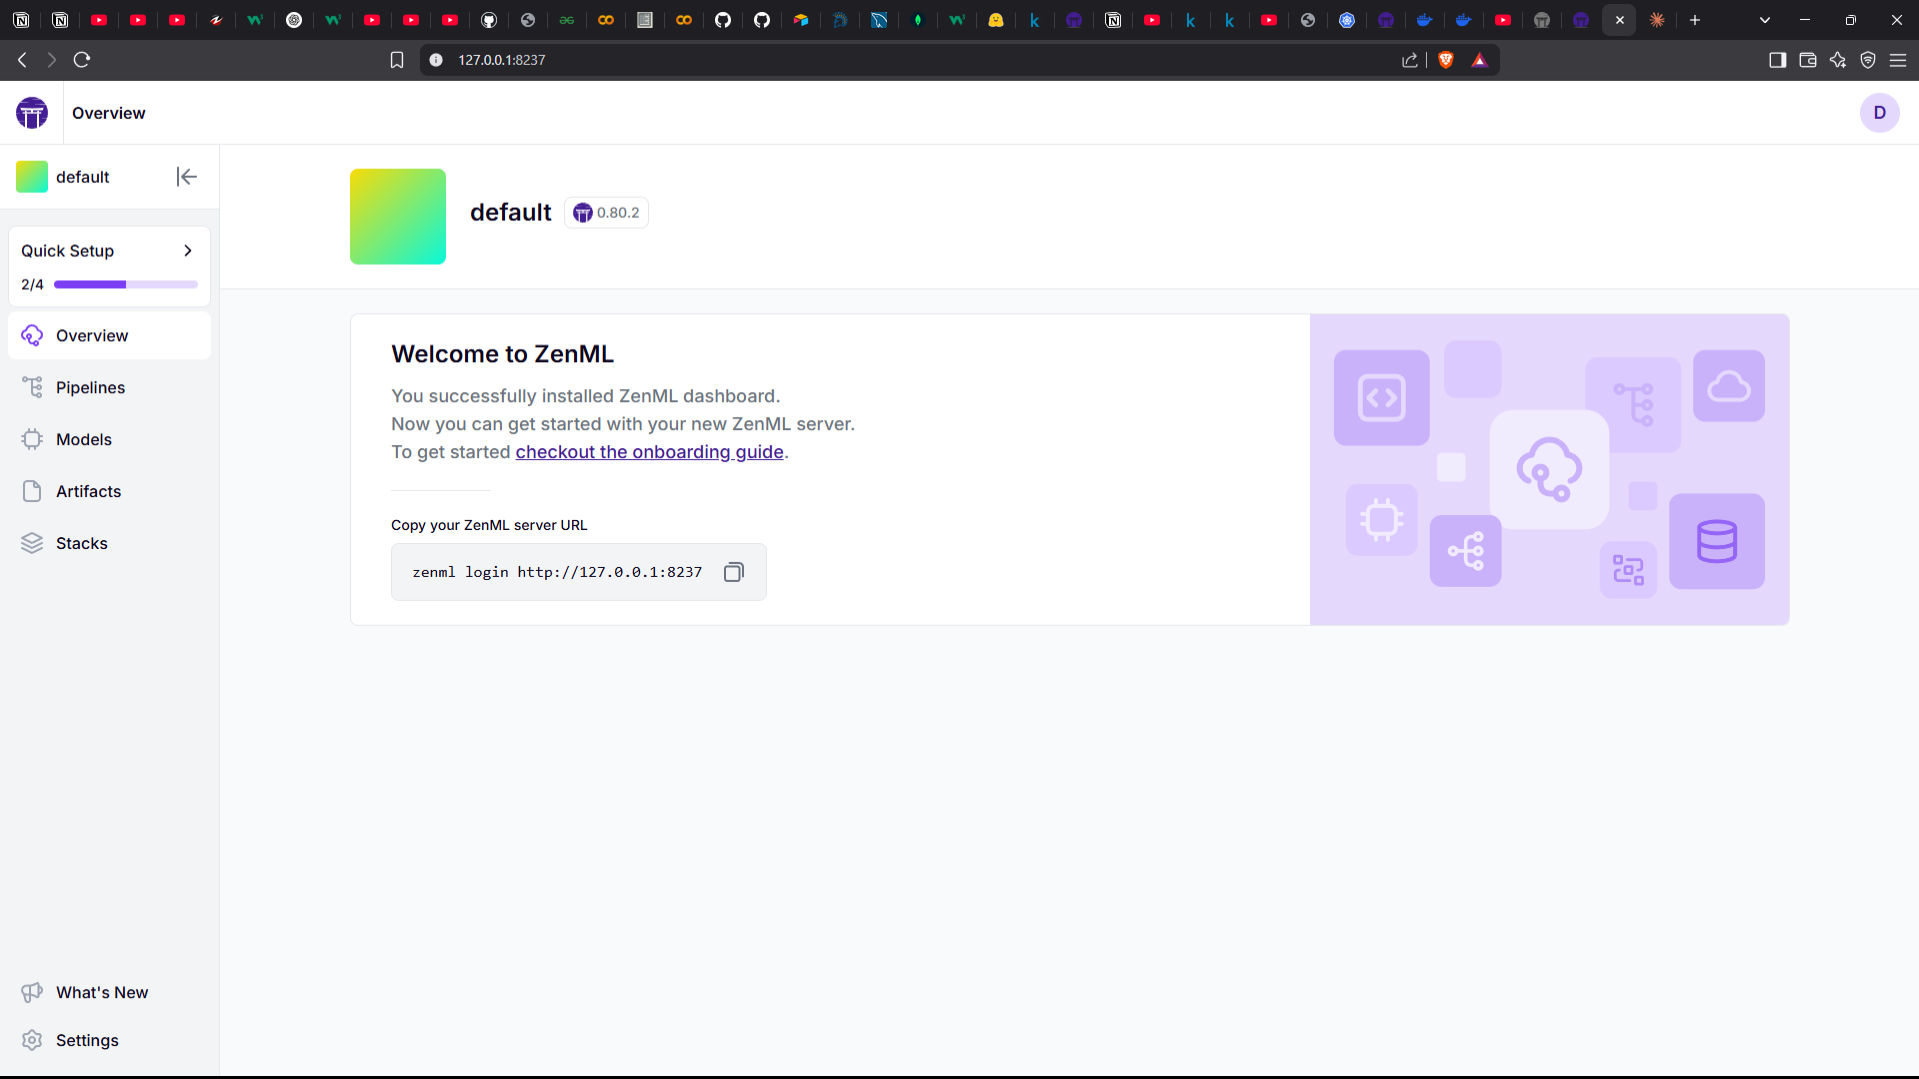 127.0.0.1:8237
Overview
D
default
Quick Setup
2/4
Overview
Pipelines
Models
Artifacts
Stacks
What's New
Settings
default
0.80.2
Welcome to ZenML
You successfully installed ZenML dashboard.
Now you can get started with your new ZenML server.
To get started checkout the onboarding guide.
Copy your ZenML server URL
zenml login http://127.0.0.1:8237